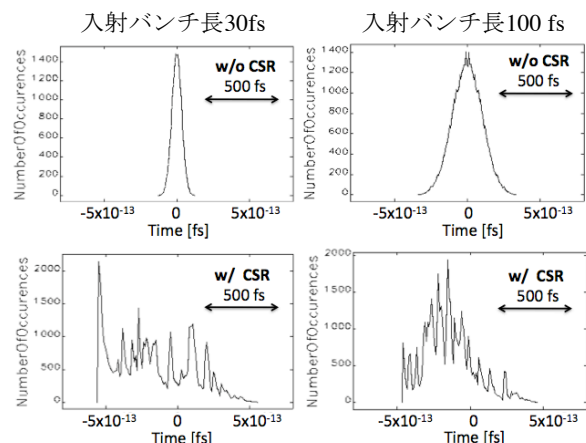 入射バンチ長30fs
入射バンチ長100 fs
NumberOfOccurences
1400
1200
1000
800
600
400
200
0
w/o CSR
500 fs
-5x10-13
0
5x10-13
Time [fs]
NumberOfOccurences
1400
1200
1000
800
600
400
200
0
w/o CSR
500 fs
-5x10-13
0
5x10-13
Time [fs]
NumberOfOccurences
2000
1500
1000
500
0
w/ CSR
500 fs
-5x10-13
0
5x10-13
Time [fs]
NumberOfOccurences
2000
1500
1000
500
0
w/ CSR
500 fs
-5x10-13
0
5x10-13
Time [fs]